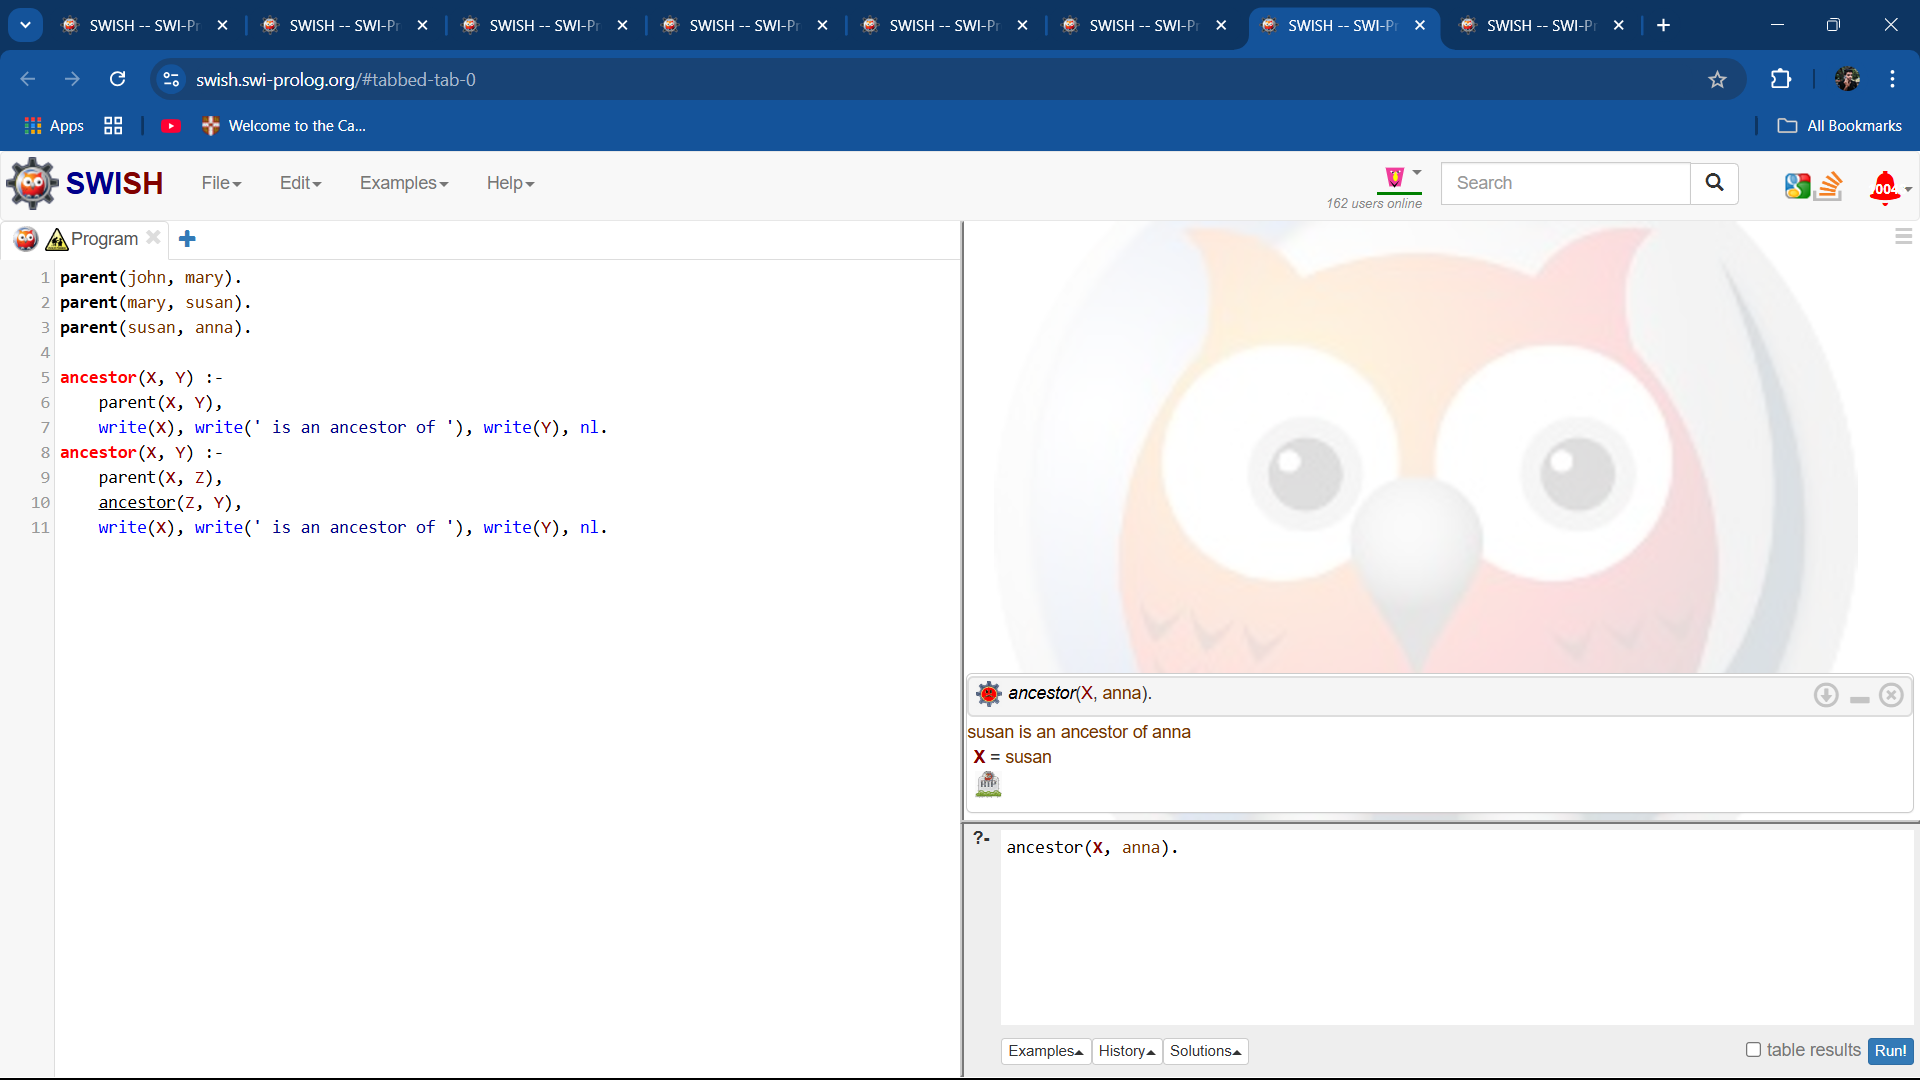 SWISH -- SWI-Pr
SWISH -- SWI-Pr
SWISH -- SWI-Pr
SWISH -- SWI-Pr
SWISH -- SWI-Pr
SWISH -- SWI-Pr
SWISH -- SWI-Pr
SWISH -- SWI-Pr
swish.swi-prolog.org/#tabbed-tab-0
Apps
Welcome to the Ca...
All Bookmarks
SWISH
File
Edit
Examples
Help
162 users online
Search
Program
1 parent(john, mary).
2 parent(mary, susan).
3 parent(susan, anna).
4
5 ancestor(X, Y) :-
6 parent(X, Y),
7 write(X), write(' is an ancestor of '), write(Y), nl.
8 ancestor(X, Y) :-
9 parent(X, Z),
10 ancestor(Z, Y),
11 write(X), write(' is an ancestor of '), write(Y), nl.
ancestor(X, anna).
susan is an ancestor of anna
X = susan
?-
ancestor(X, anna).
Examples
History
Solutions
table results
Run!